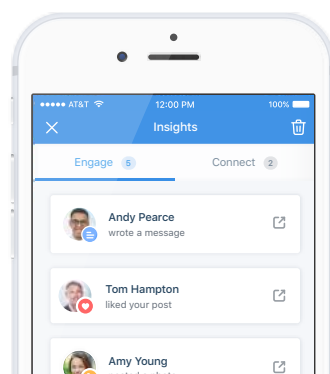 AT&T 12:00 PM 100%
Insights
Engage 5 Connect 2
Andy Pearce
wrote a message
Tom Hampton
liked your post
Amy Young